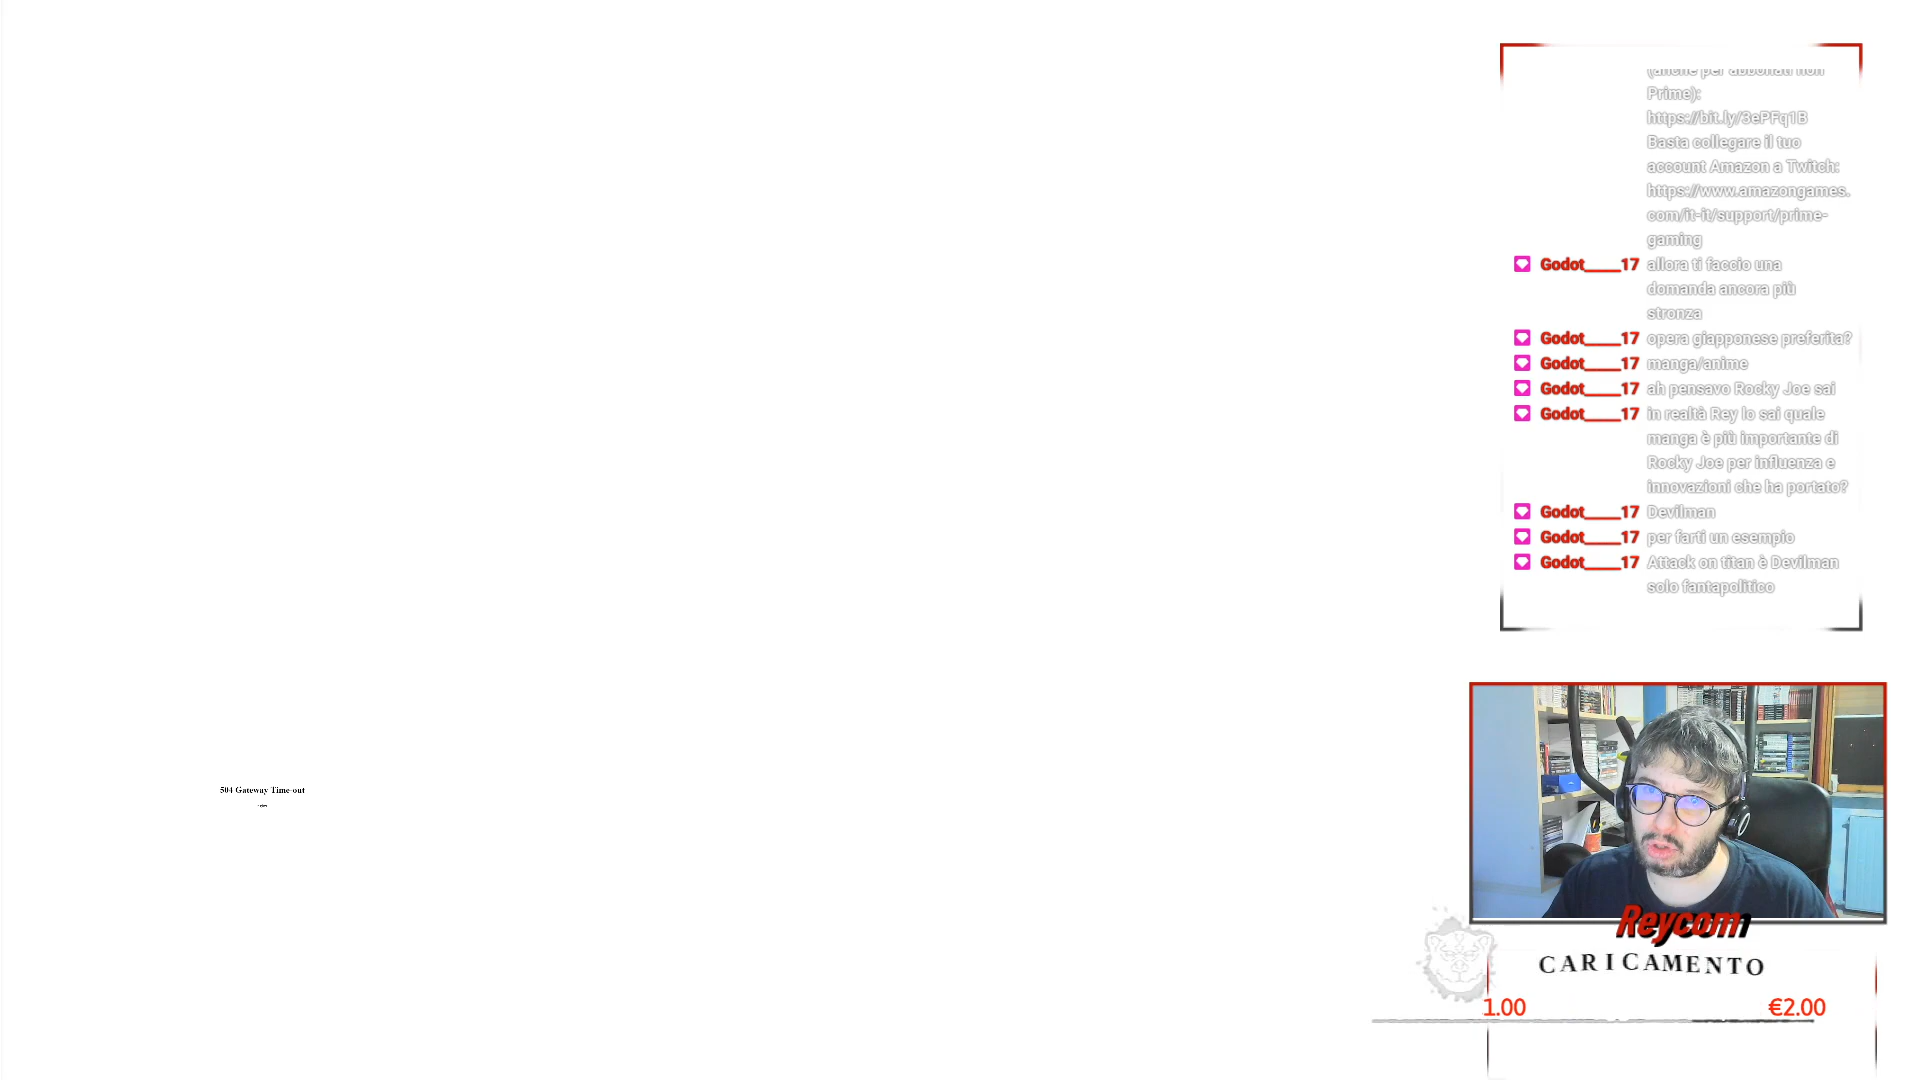 (anche per abbonati non
Prime):
https://bit.ly/3ePFq1B
Basta collegare il tuo
account Amazon a Twitch:
https://www.amazongames.
com/it-it/support/prime-
gaming
Godot____17 allora ti faccio una
domanda ancora più
stronza
Godot____17 opera giapponese preferita?
Godot____17 manga/anime
Godot____17 ah pensavo Rocky Joe sai
Godot____17 in realtà Rey lo sai quale
manga è più importante di
Rocky Joe per influenza e
innovazioni che ha portato?
Godot____17 Devilman
Godot____17 per farti un esempio
Godot____17 Attack on titan è Devilman
solo fantapolitico
504 Gateway Time-out
Reycom
CARICAMENTO
1.00 €2.00